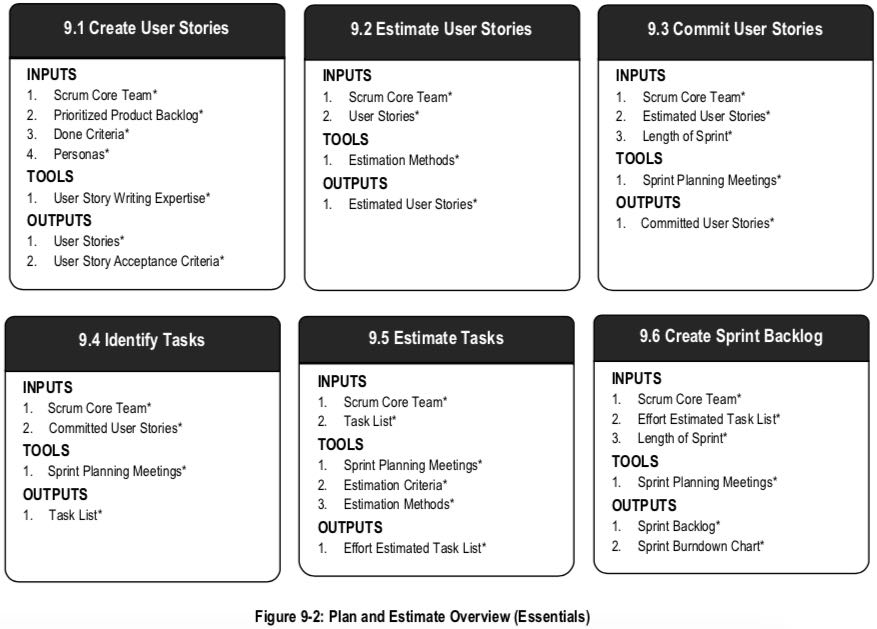 9.1 Create User Stories
INPUTS
1. Scrum Core Team*
2. Prioritized Product Backlog*
3. Done Criteria*
4. Personas*
TOOLS
1. User Story Writing Expertise*
OUTPUTS
1. User Stories*
2. User Story Acceptance Criteria*
9.2 Estimate User Stories
INPUTS
1. Scrum Core Team*
2. User Stories*
TOOLS
1. Estimation Methods*
OUTPUTS
1. Estimated User Stories*
9.3 Commit User Stories
INPUTS
1. Scrum Core Team*
2. Estimated User Stories*
3. Length of Sprint*
TOOLS
1. Sprint Planning Meetings*
OUTPUTS
1. Committed User Stories*
9.4 Identify Tasks
INPUTS
1. Scrum Core Team*
2. Committed User Stories*
TOOLS
1. Sprint Planning Meetings*
OUTPUTS
1. Task List*
9.5 Estimate Tasks
INPUTS
1. Scrum Core Team*
2. Task List*
TOOLS
1. Sprint Planning Meetings*
2. Estimation Criteria*
3. Estimation Methods*
OUTPUTS
1. Effort Estimated Task List*
9.6 Create Sprint Backlog
INPUTS
1. Scrum Core Team*
2. Effort Estimated Task List*
3. Length of Sprint*
TOOLS
1. Sprint Planning Meetings*
OUTPUTS
1. Sprint Backlog*
2. Sprint Burndown Chart*
Figure 9-2: Plan and Estimate Overview (Essentials)